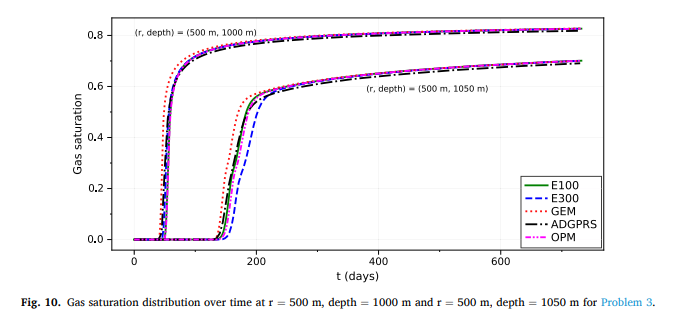 (r, depth) = (500 m, 1000 m)
0.8
0.6
0.4
0.2
0.0
Gas saturation
(r, depth) = (500 m, 1050 m)
E100
E300
GEM
ADGPRS
OPM
0
200
400
600
t (days)
Fig. 10. Gas saturation distribution over time at r = 500 m, depth = 1000 m and r = 500 m, depth = 1050 m for Problem 3.